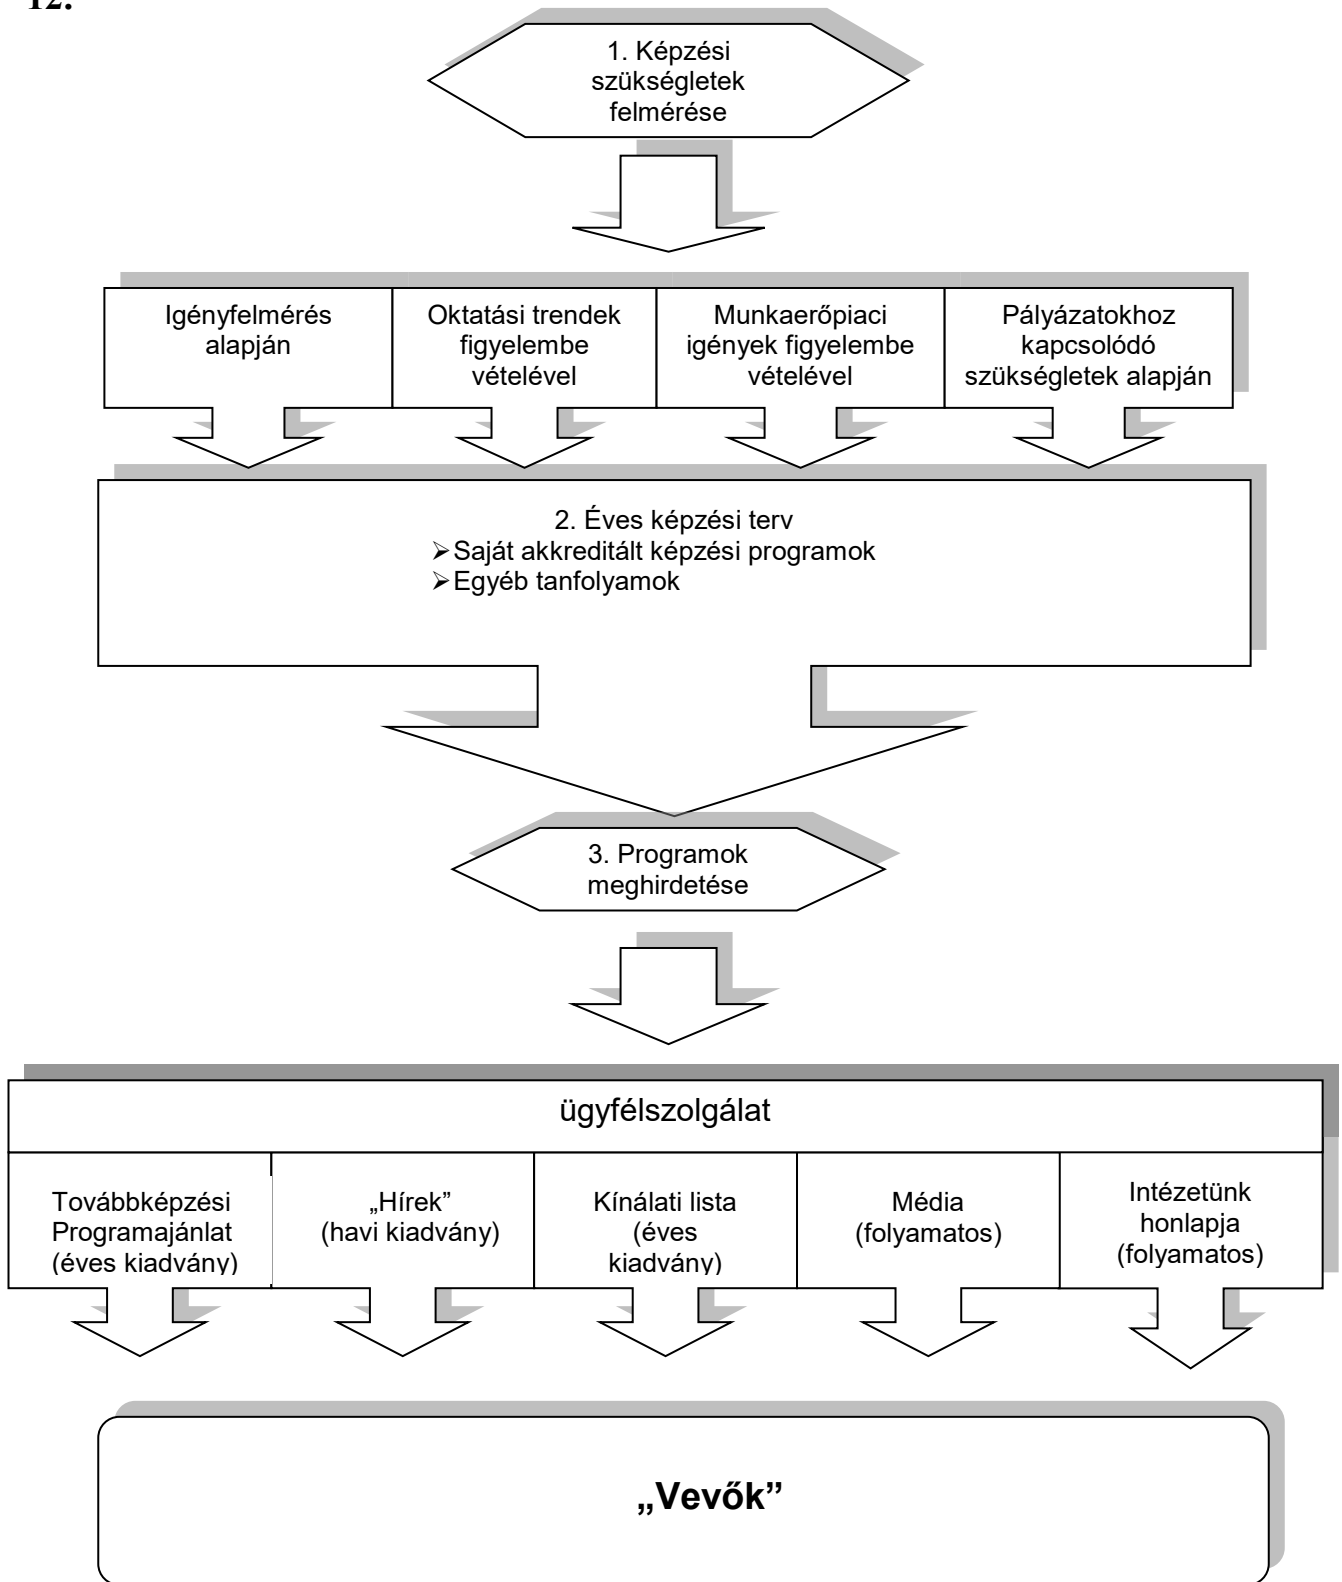 12.
1. Képzési
szükségletek
felmérése
Igényfelmérés
alapján
Oktatási trendek
figyelembe
vételével
Munkaerőpiaci
igények figyelembe
vételével
Pályázatokhoz
kapcsolódó
szükségletek alapján
2. Éves képzési terv
➢Saját akkreditált képzési programok
➢Egyéb tanfolyamok
3. Programok
meghirdetése
ügyfélszolgálat
Továbbképzési
Programajánlat
(éves kiadvány)
„Hírek”
(havi kiadvány)
Kínálati lista
(éves
kiadvány)
Média
(folyamatos)
Intézetünk
honlapja
(folyamatos)
„Vevők”